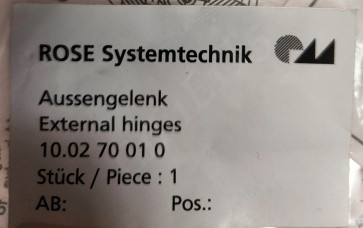 ROSE Systemtechnik
Aussengelenk
External hinges
10.02 70 01 0
Stück / Piece : 1
AB: Pos.: